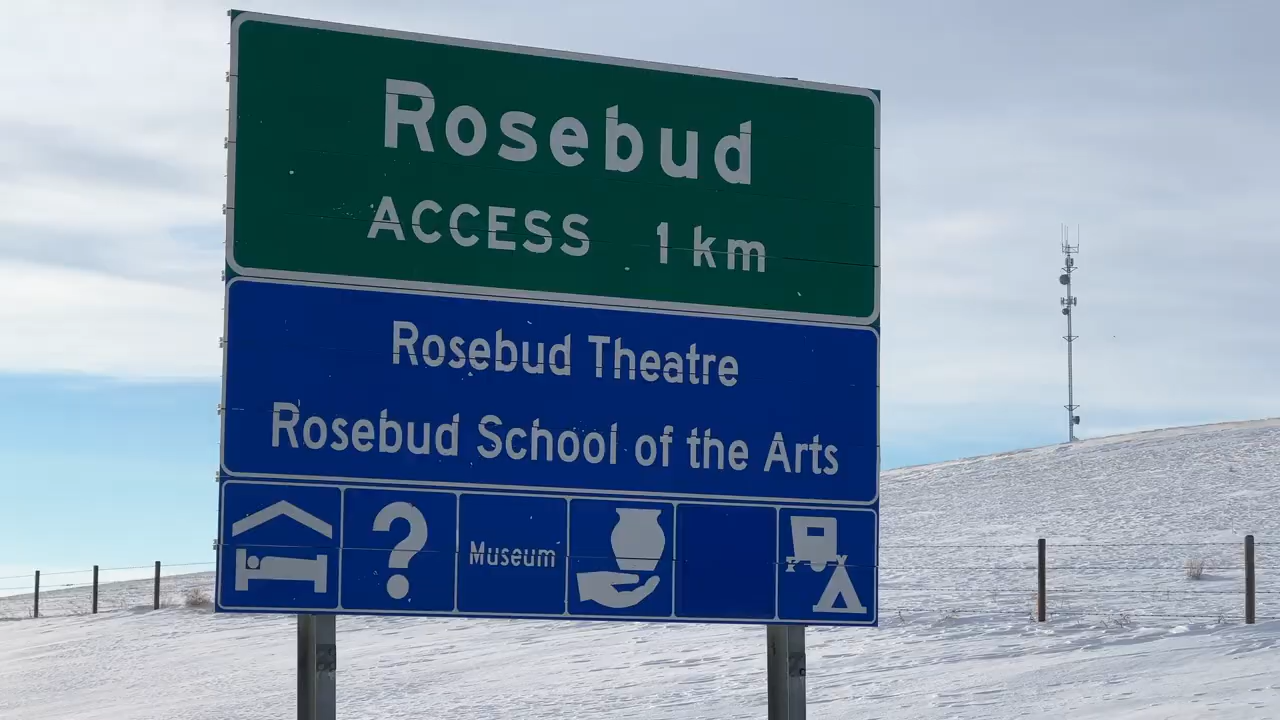 Rosebud
ACCESS 1 km
Rosebud Theatre
Rosebud School of the Arts
?
Museum